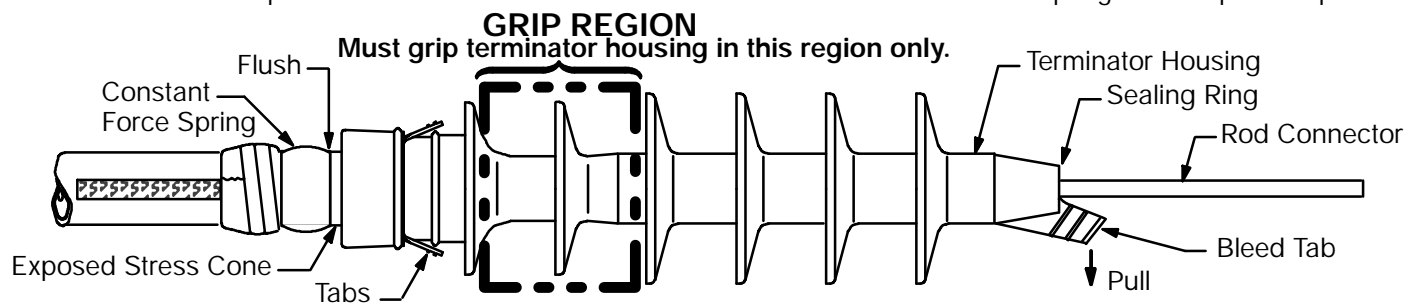 GRIP REGION
Must grip terminator housing in this region only.
Flush
Terminator Housing
Constant
Force Spring
Sealing Ring
Rod Connector
Exposed Stress Cone
Tabs
Bleed Tab
Pull